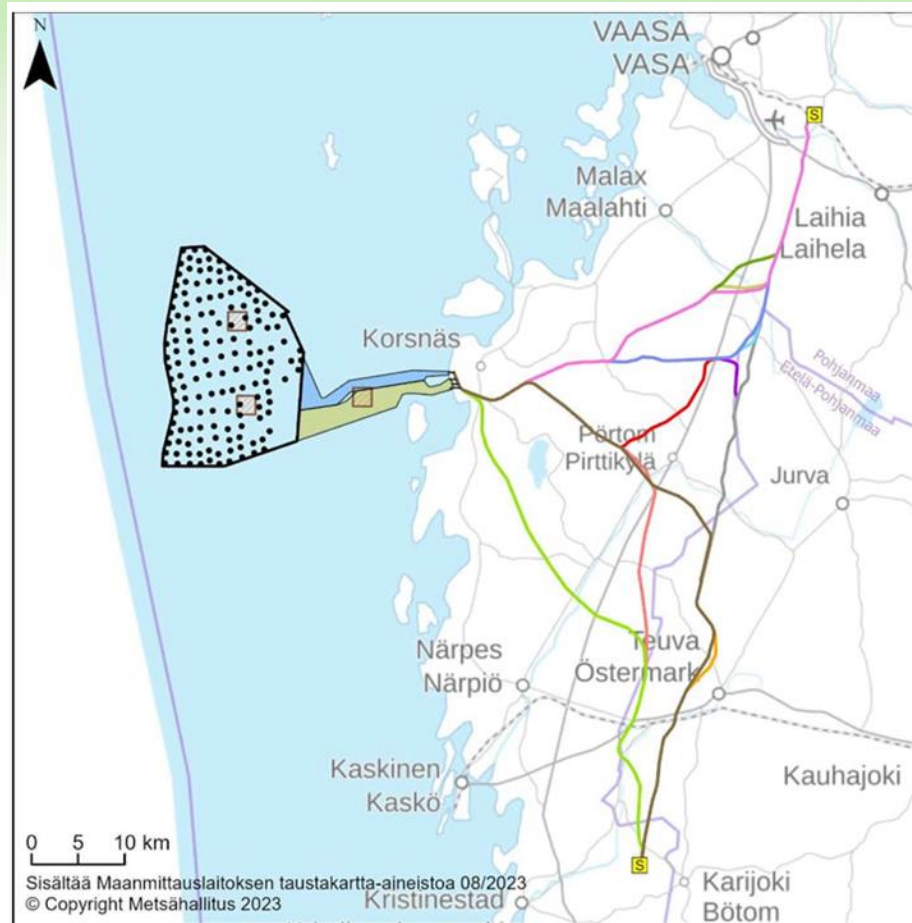 N
VAASA
VASA
S
Malax
Maalahti
Laihia
Laihela
Korsnäs
Pohjanmaa
Etelä-Pohjanmaa
Pörtom
Pirttikylä
Jurva
Närpes
Närpiö
Teuva
Östermark
Kaskinen
Kaskö
Kauhajoki
0 5 10 km
S
Sisältää Maanmittauslaitoksen taustakartta-aineistoa 08/2023
© Copyright Metsähallitus 2023
Kristinestad
Karijoki
Bötom